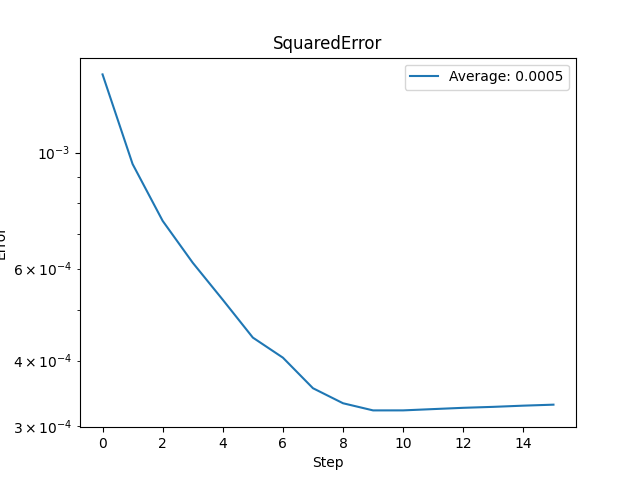 SquaredError
Average: 0.0005
10⁻³
6 × 10⁻⁴
4 × 10⁻⁴
3 × 10⁻⁴
Error
0 2 4 6 8 10 12 14
Step